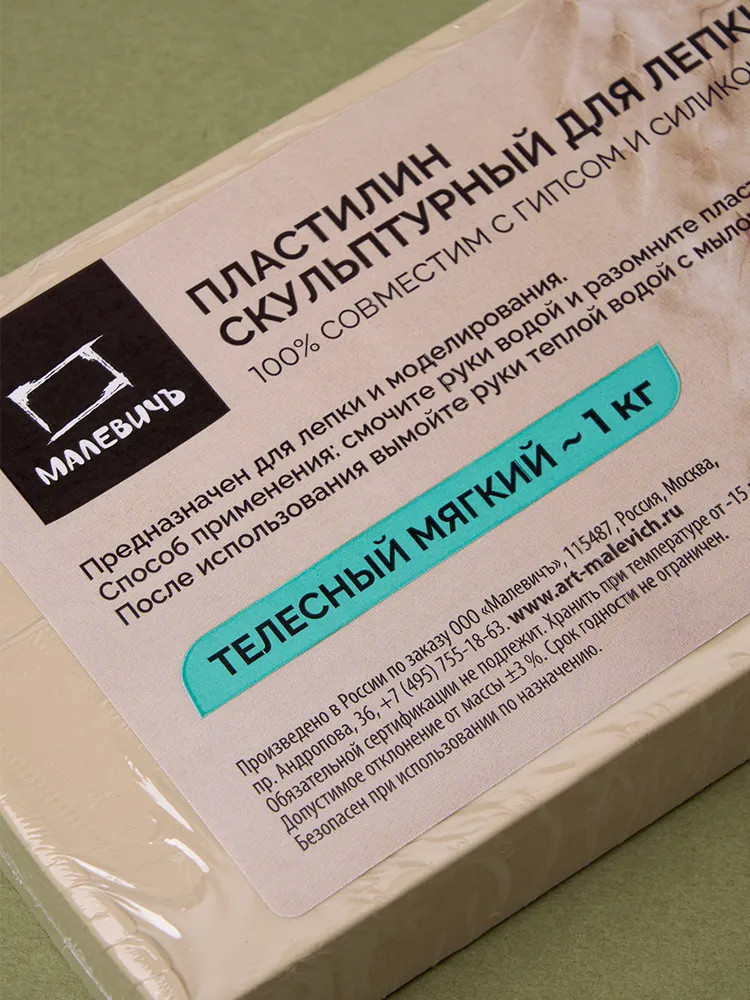 ПЛАСТИЛИН
СКУЛЬПТУРНЫЙ ДЛЯ ЛЕПКИ
100% СОВМЕСТИМ С ГИПСОМ И
МАЛЕВИЧЪ
Предназначен для лепки и моделирования.
Способ применения: смочите руки водой и разомните
После использования вымойте руки теплой водой с
ТЕЛЕСНЫЙ МЯГКИЙ ~ 1 кг
Произведено в России по заказу ООО «Малевичъ», 115487, Россия, Москва,
пр. Андропова, 36, +7 (495) 755-18-63. www.art-malevich.ru
Обязательной сертификации не подлежит. Хранить при температуре от -15
Допустимое отклонение от массы ±3 %. Срок годности не ограничен.
Безопасен при использовании по назначению.